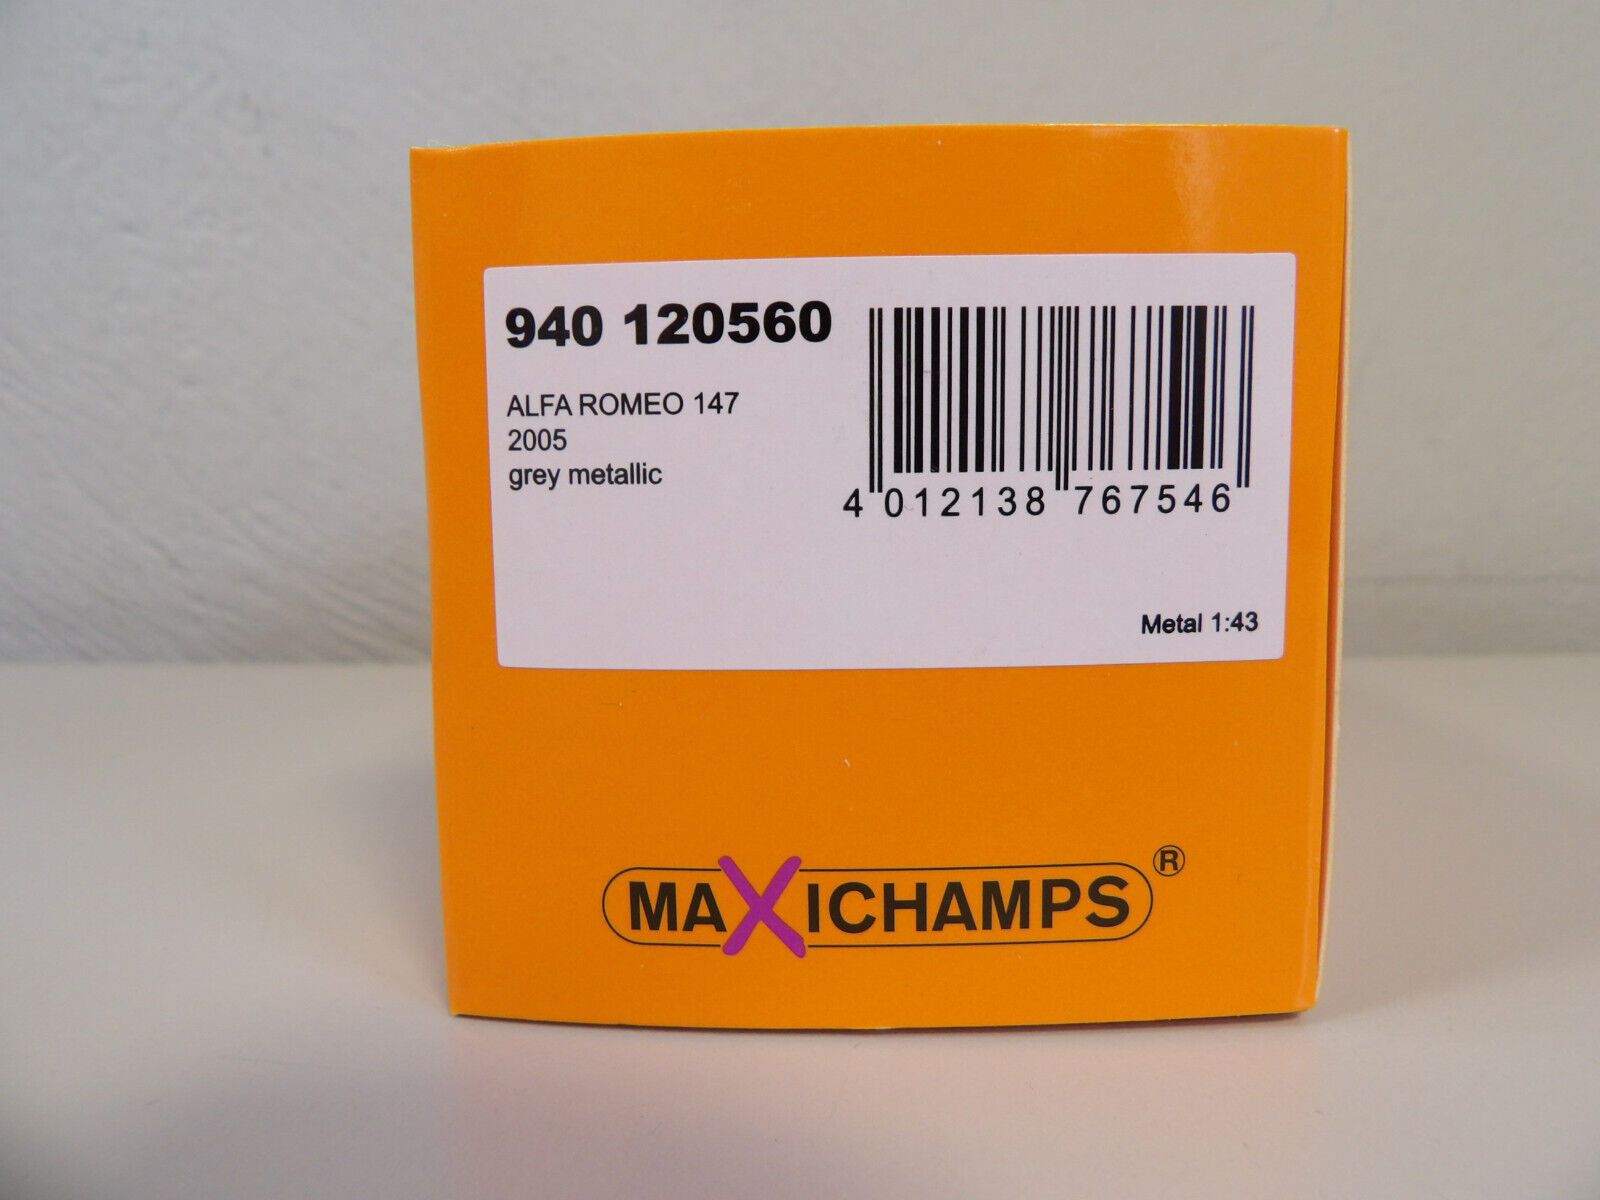 940 120560
ALFA ROMEO 147
2005
grey metallic
4 012138 767546
Metal 1:43
MAXICHAMPS®